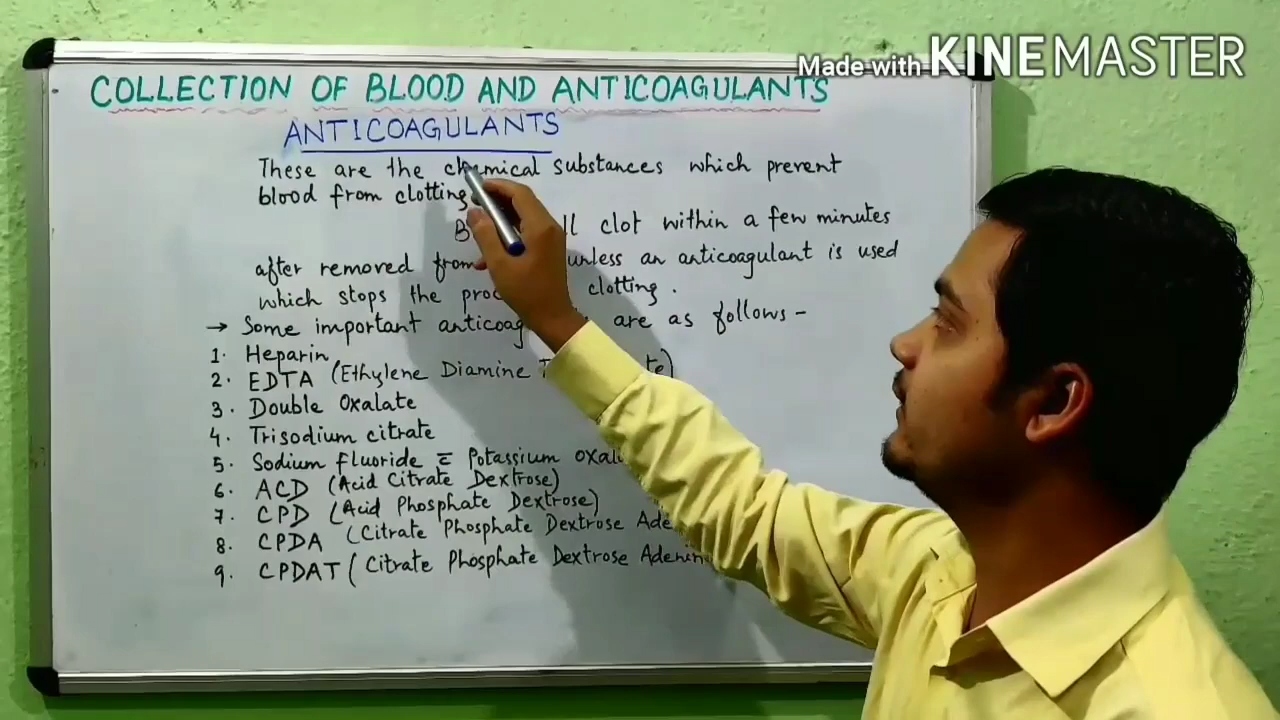 Made with KINEMASTER
COLLECTION OF BLOOD AND ANTICOAGULANTS
ANTICOAGULANTS
These are the chemical substances which prevent
blood from clotting
clot within a few minutes
after removed from unless an anticoagulant is used
which stops the clotting.
→ Some important are as follows-
1. Heparin
2. EDTA (Ethylene Diamine
3. Double Oxalate
4. Trisodium citrate
5. Sodium fluoride c̄ Potassium
6. ACD (Acid Citrate Dextrose)
7. CPD (Acid Phosphate Dextrose)
8. CPDA (Citrate Phosphate Dextrose
9. CPDAT (Citrate Phosphate Dextrose